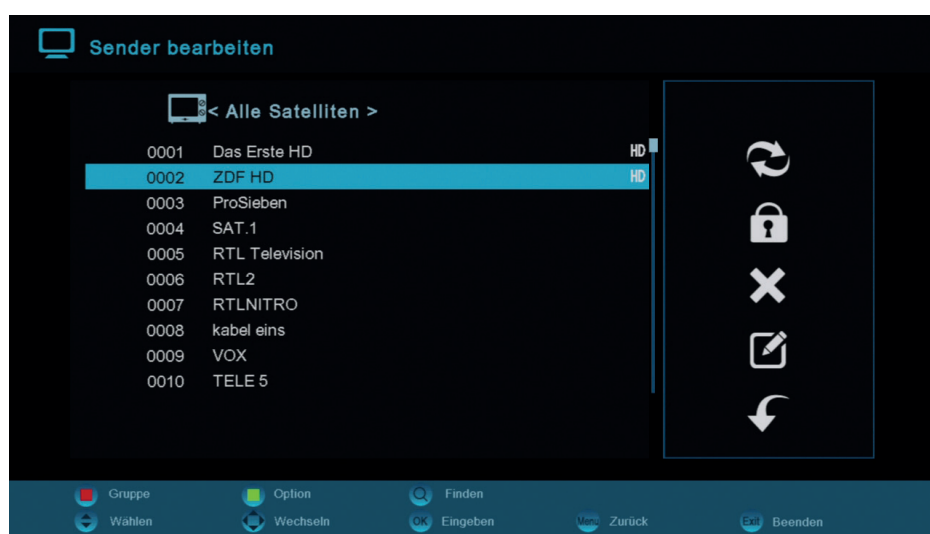 Sender bearbeiten
< Alle Satelliten >
0001 Das Erste HD HD
0002 ZDF HD HD
0003 ProSieben
0004 SAT.1
0005 RTL Television
0006 RTL2
0007 RTLNITRO
0008 kabel eins
0009 VOX
0010 TELE 5
Gruppe Option Finden
Wählen Wechseln OK Eingeben Menu Zurück Exit Beenden